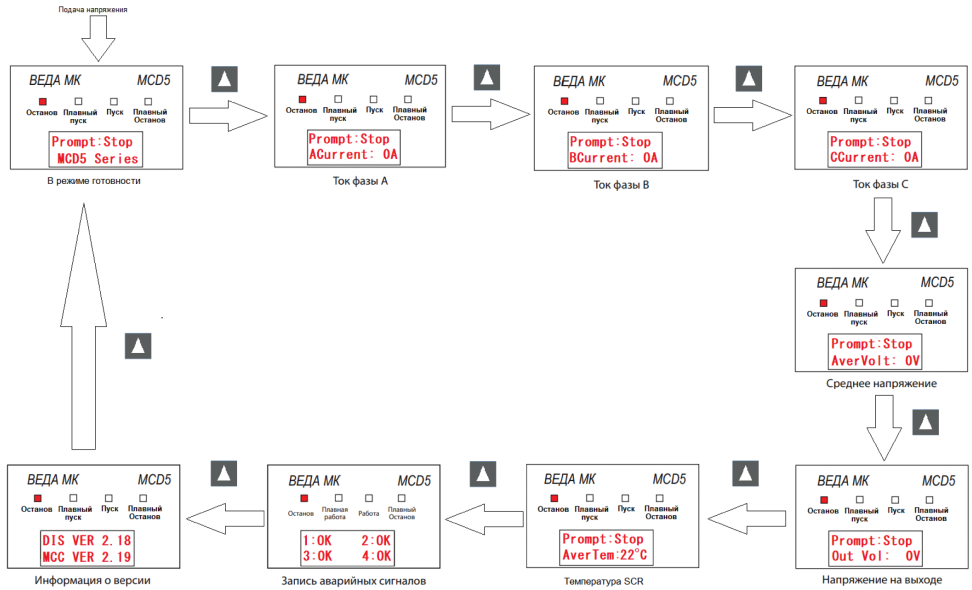 Подача напряжения
ВЕДА МК MCD5
Останов Плавный пуск Пуск Плавный Останов
Prompt:Stop
MCD5 Series
В режиме готовности
ВЕДА МК MCD5
Останов Плавный пуск Пуск Плавный Останов
Prompt:Stop
ACurrent: 0A
Ток фазы A
ВЕДА МК MCD5
Останов Плавный пуск Пуск Плавный Останов
Prompt:Stop
BCurrent: 0A
Ток фазы B
ВЕДА МК MCD5
Останов Плавный пуск Пуск Плавный Останов
Prompt:Stop
CCurrent: 0A
Ток фазы C
ВЕДА МК MCD5
Останов Плавный пуск Пуск Плавный Останов
Prompt:Stop
AverVolt: 0V
Среднее напряжение
ВЕДА МК MCD5
Останов Плавный пуск Пуск Плавный Останов
Prompt:Stop
Out Vol: 0V
Напряжение на выходе
ВЕДА МК MCD5
Останов Плавный пуск Пуск Плавный Останов
Prompt:Stop
AverTem:22°C
Температура SCR
ВЕДА МК MCD5
Останов Плавная работа Работа Плавный Останов
1:OK 2:OK
3:OK 4:OK
Запись аварийных сигналов
ВЕДА МК MCD5
Останов Плавный пуск Пуск Плавный Останов
DIS VER 2.18
MCC VER 2.19
Информация о версии